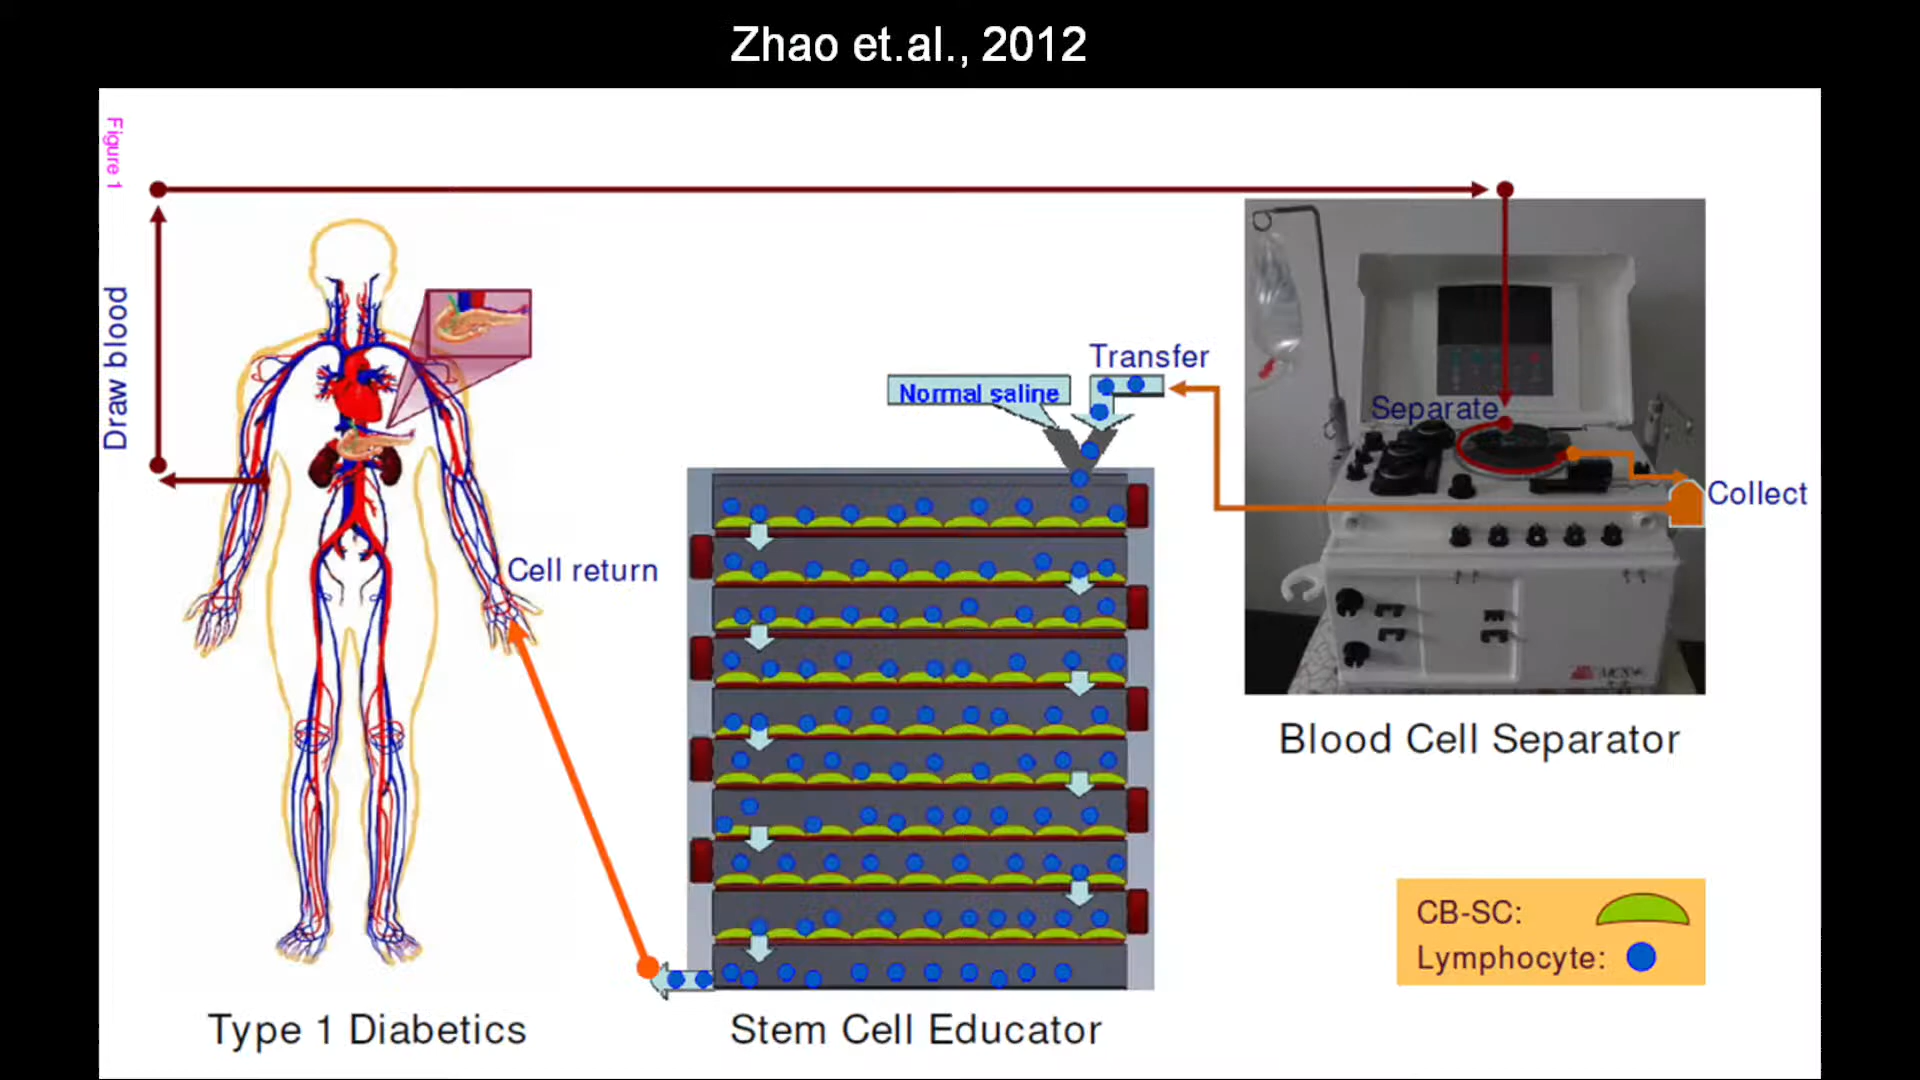 Zhao et.al., 2012
Figure 1
Draw blood
Transfer
Normal saline
Separate
Collect
Cell return
Blood Cell Separator
CB-SC:
Lymphocyte:
Type 1 Diabetics
Stem Cell Educator